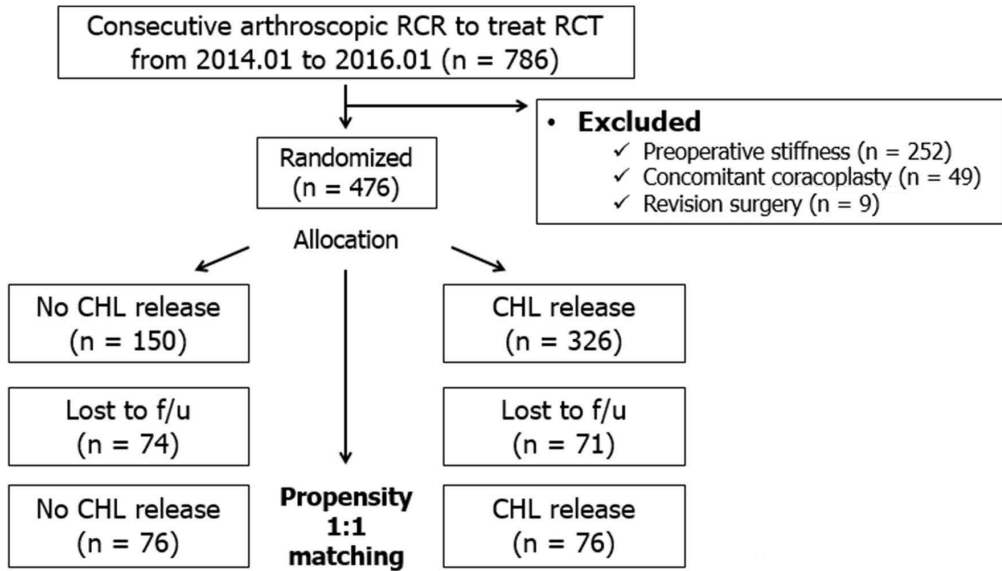 Consecutive arthroscopic RCR to treat RCT
from 2014.01 to 2016.01 (n = 786)
• Excluded
✓ Preoperative stiffness (n = 252)
✓ Concomitant coracoplasty (n = 49)
✓ Revision surgery (n = 9)
Randomized
(n = 476)
Allocation
No CHL release
(n = 150)
CHL release
(n = 326)
Lost to f/u
(n = 74)
Lost to f/u
(n = 71)
No CHL release
(n = 76)
Propensity
1:1
matching
CHL release
(n = 76)